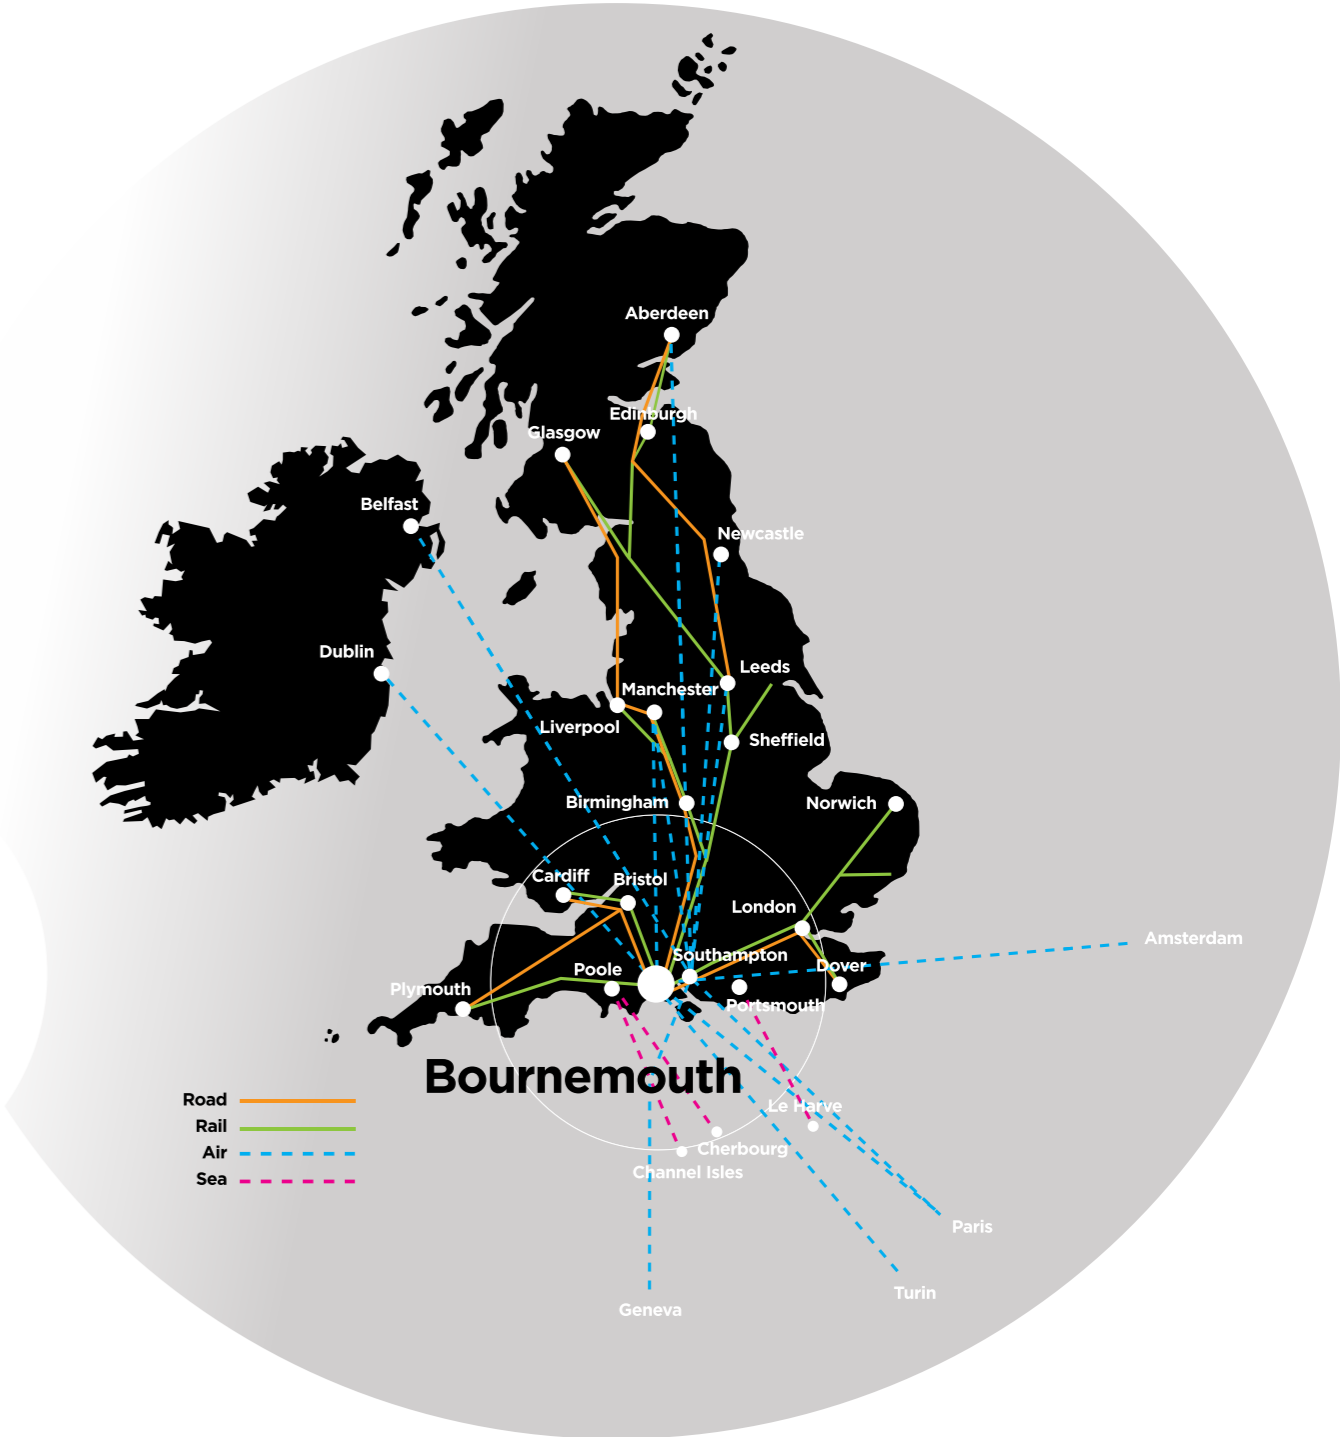 Aberdeen
Edinburgh
Glasgow
Belfast
Newcastle
Dublin
Leeds
Manchester
Liverpool
Sheffield
Birmingham
Norwich
Cardiff
Bristol
London
Amsterdam
Southampton
Poole
Dover
Plymouth
Portsmouth
Bournemouth
Road
Rail
Air
Sea
Le Harve
Cherbourg
Channel Isles
Paris
Turin
Geneva